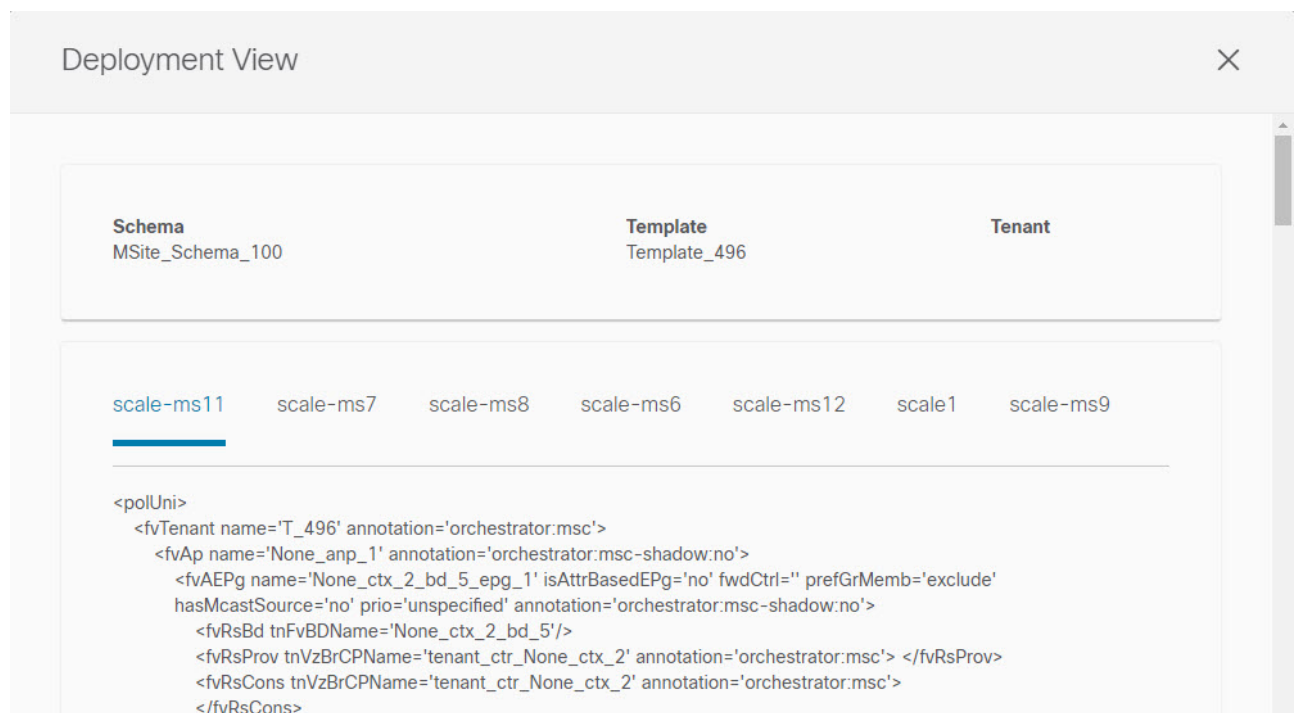 Deployment View
Schema Template Tenant
MSite_Schema_100 Template_496
scale-ms11 scale-ms7 scale-ms8 scale-ms6 scale-ms12 scale1 scale-ms9
<polUni>
<fvTenant name='T_496' annotation='orchestrator:msc'>
<fvAp name='None_anp_1' annotation='orchestrator:msc-shadow:no'>
<fvAEPg name='None_ctx_2_bd_5_epg_1' isAttrBasedEPg='no' fwdCtrl='' prefGrMemb='exclude'
hasMcastSource='no' prio='unspecified' annotation='orchestrator:msc-shadow:no'>
<fvRsBd tnFvBDName='None_ctx_2_bd_5'/>
<fvRsProv tnVzBrCPName='tenant_ctr_None_ctx_2' annotation='orchestrator:msc'> </fvRsProv>
<fvRsCons tnVzBrCPName='tenant_ctr_None_ctx_2' annotation='orchestrator:msc'>
</fvRsCons>